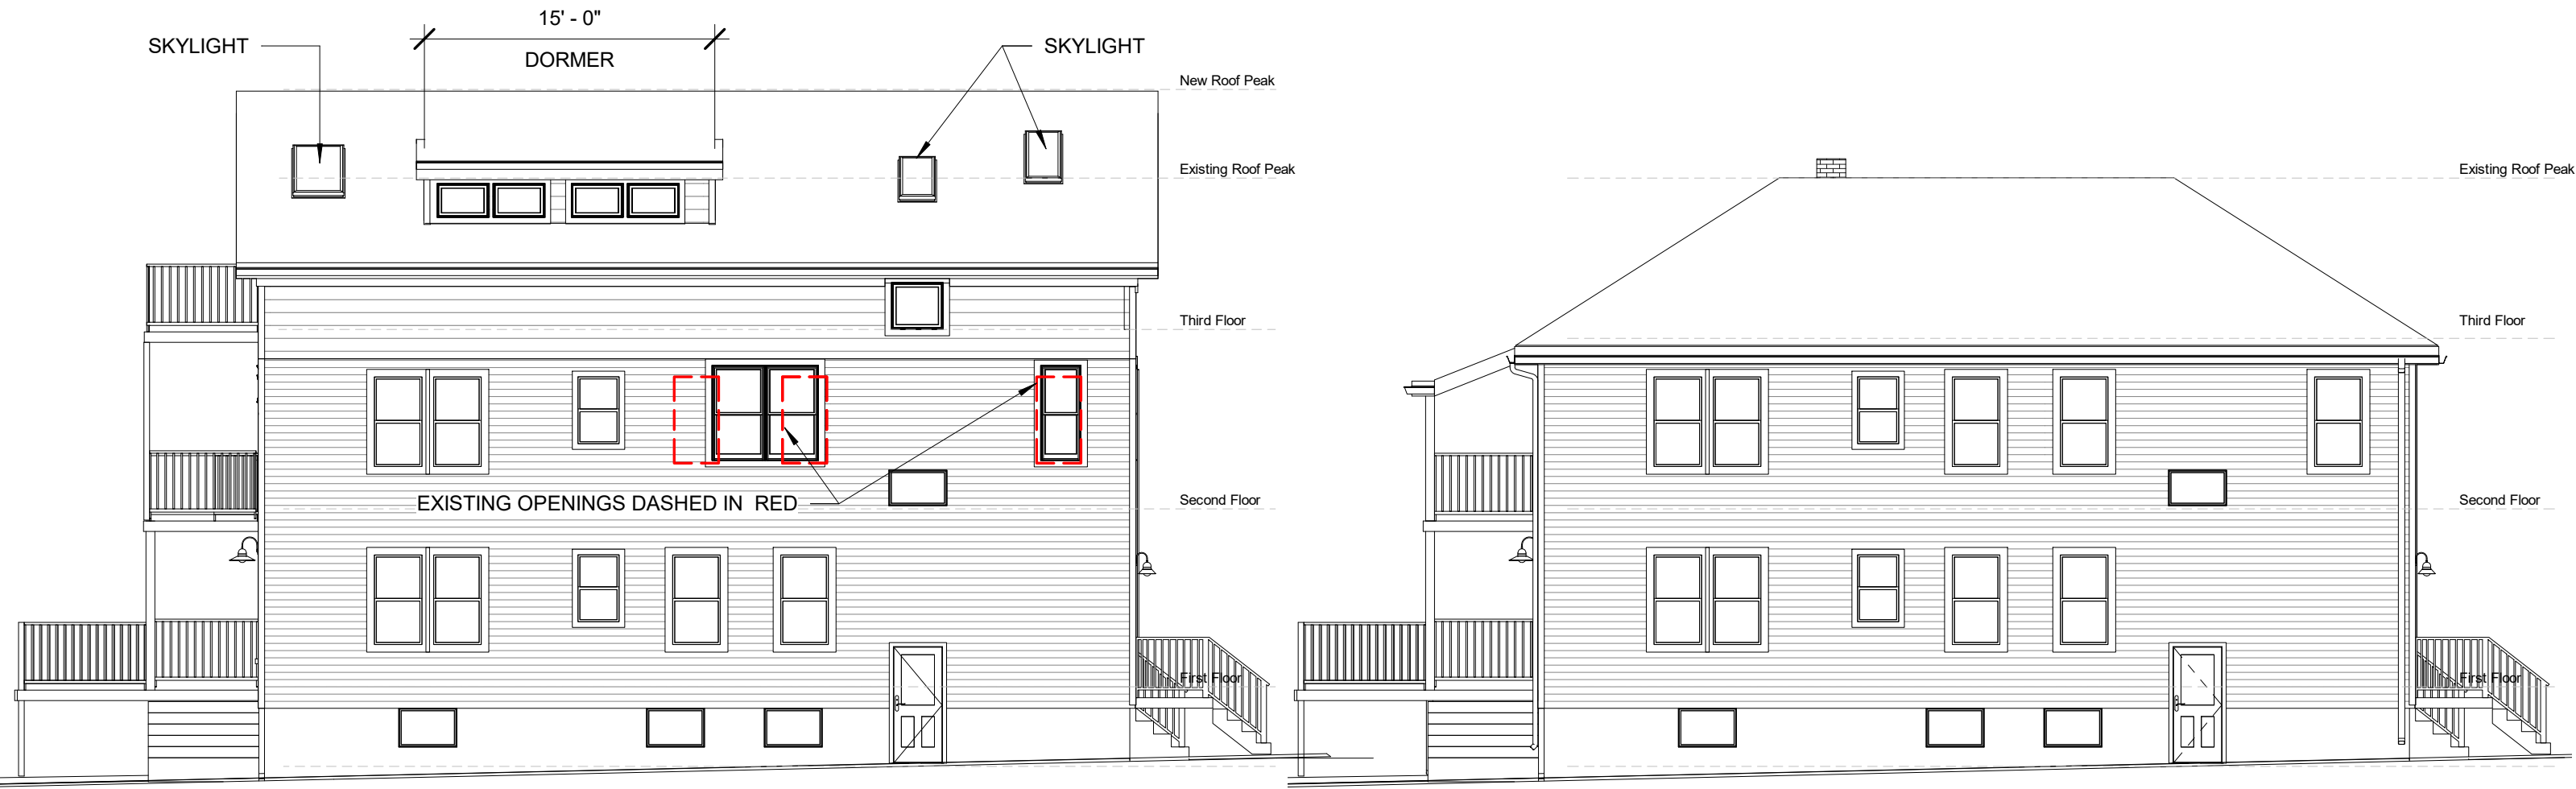 15' - 0"
DORMER
SKYLIGHT
SKYLIGHT
New Roof Peak
Existing Roof Peak
Third Floor
EXISTING OPENINGS DASHED IN RED
Second Floor
First Floor
Existing Roof Peak
Third Floor
Second Floor
First Floor